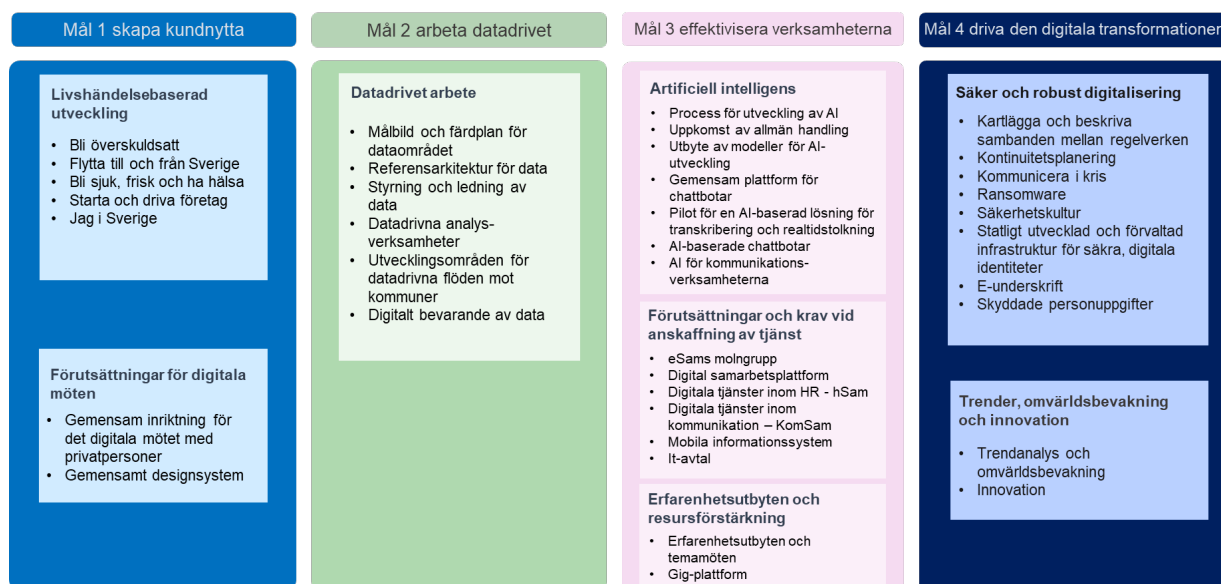 Mål 1 skapa kundnytta
Livshändelsebaserad
utveckling
• Bli överskuldsatt
• Flytta till och från Sverige
• Bli sjuk, frisk och ha hälsa
• Starta och driva företag
• Jag i Sverige
Förutsättningar för digitala
möten
• Gemensam inriktning för
det digitala mötet med
privatpersoner
• Gemensamt designsystem
Mål 2 arbeta datadrivet
Datadrivet arbete
• Målbild och färdplan för
dataområdet
• Referensarkitektur för data
• Styrning och ledning av
data
• Datadrivna analys-
verksamheter
• Utvecklingsområden för
datadrivna flöden mot
kommuner
• Digitalt bevarande av data
Mål 3 effektivisera verksamheterna
Artificiell intelligens
• Process för utveckling av AI
• Uppkomst av allmän handling
• Utbyte av modeller för AI-
utveckling
• Gemensam plattform för
chattbotar
• Pilot för en AI-baserad lösning för
transkribering och realtidstolkning
• AI-baserade chattbotar
• AI för kommunikations-
verksamheterna
Förutsättningar och krav vid
anskaffning av tjänst
• eSams molngrupp
• Digital samarbetsplattform
• Digitala tjänster inom HR - hSam
• Digitala tjänster inom
kommunikation – KomSam
• Mobila informationssystem
• It-avtal
Erfarenhetsutbyten och
resursförstärkning
• Erfarenhetsutbyten och
temamöten
• Gig-plattform
Mål 4 driva den digitala transformationen
Säker och robust digitalisering
• Kartlägga och beskriva
sambanden mellan regelverken
• Kontinuitetsplanering
• Kommunicera i kris
• Ransomware
• Säkerhetskultur
• Statligt utvecklad och förvaltad
infrastruktur för säkra, digitala
identiteter
• E-underskrift
• Skyddade personuppgifter
Trender, omvärldsbevakning
och innovation
• Trendanalys och
omvärldsbevakning
• Innovation